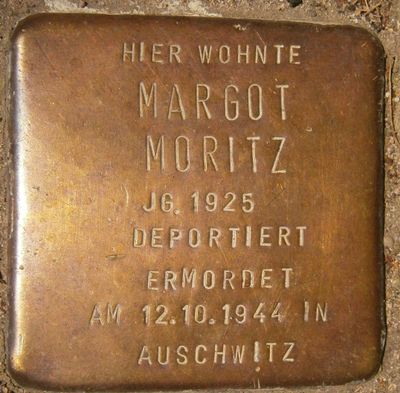 HIER WOHNTE
MARGOT
MORITZ
JG. 1925
DEPORTIERT
ERMORDET
AM 12.10.1944 IN
AUSCHWITZ